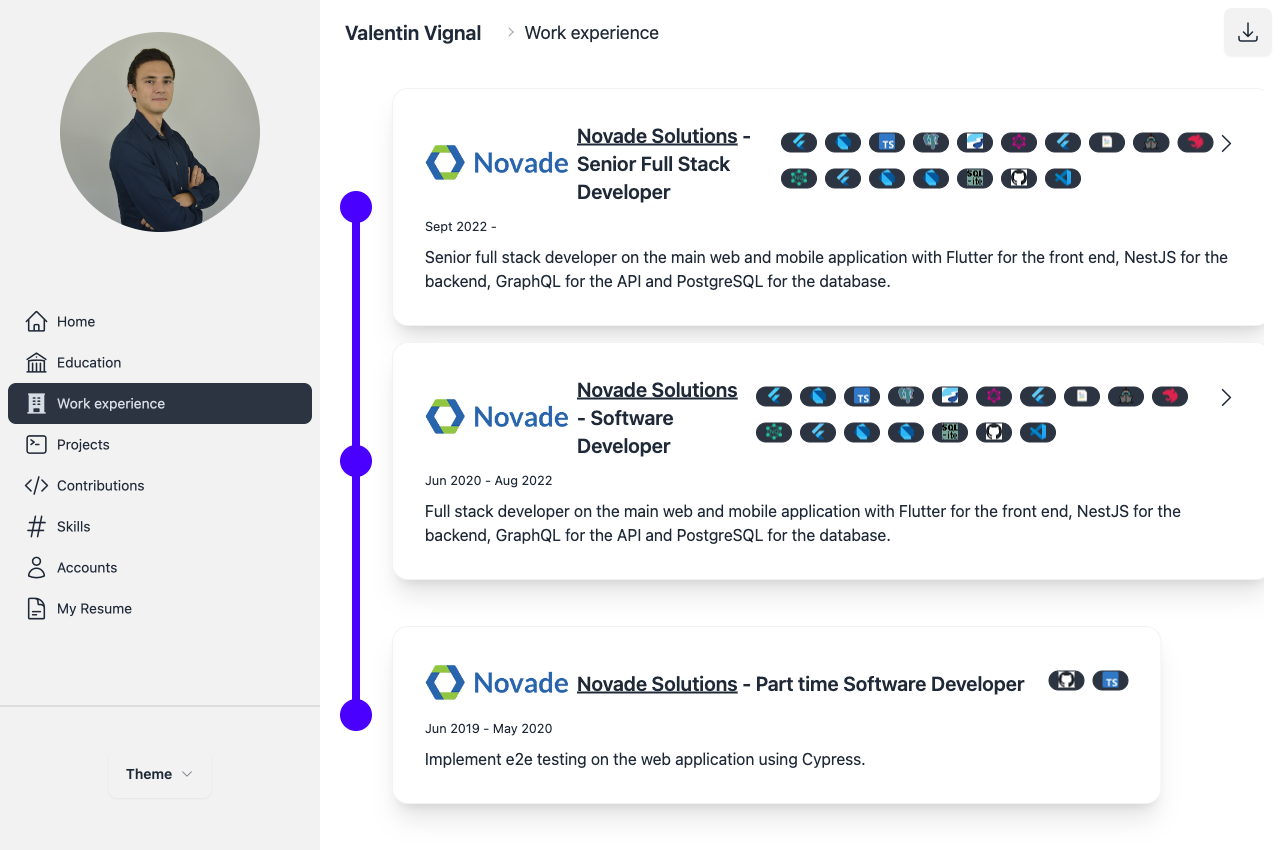 Valentin Vignal
Work experience
Home
Education
Work experience
Projects
Contributions
Skills
Accounts
My Resume
Theme
Novade
Novade Solutions -
Senior Full Stack
Developer
TS
SQL
ite
Sept 2022 -
Senior full stack developer on the main web and mobile application with Flutter for the front end, NestJS for the
backend, GraphQL for the API and PostgreSQL for the database.
Novade
Novade Solutions
- Software
Developer
TS
SQL
ite
Jun 2020 - Aug 2022
Full stack developer on the main web and mobile application with Flutter for the front end, NestJS for the
backend, GraphQL for the API and PostgreSQL for the database.
Novade
Novade Solutions - Part time Software Developer
TS
Jun 2019 - May 2020
Implement e2e testing on the web application using Cypress.